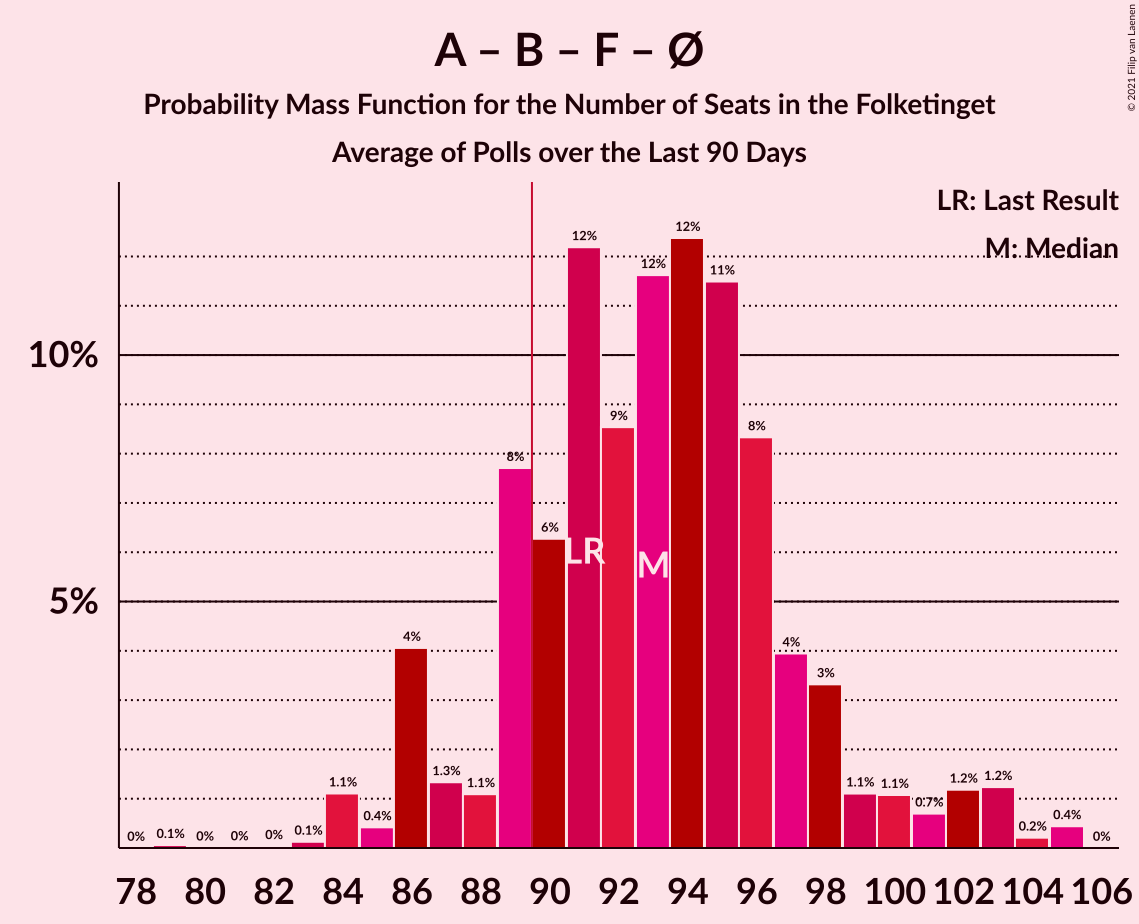 A – B – F – Ø
Probability Mass Function for the Number of Seats in the Folketinget
Average of Polls over the Last 90 Days
© 2021 Filip van Laenen
LR: Last Result
M: Median
10%
5%
0% 0.1% 0% 0% 0% 0.1% 1.1% 0.4% 4% 1.3% 1.1% 8% 6% 12% 9% 12% 12% 11% 8% 4% 3% 1.1% 1.1% 0.7% 1.2% 1.2% 0.2% 0.4% 0%
LR
M
78 80 82 84 86 88 90 92 94 96 98 100 102 104 106